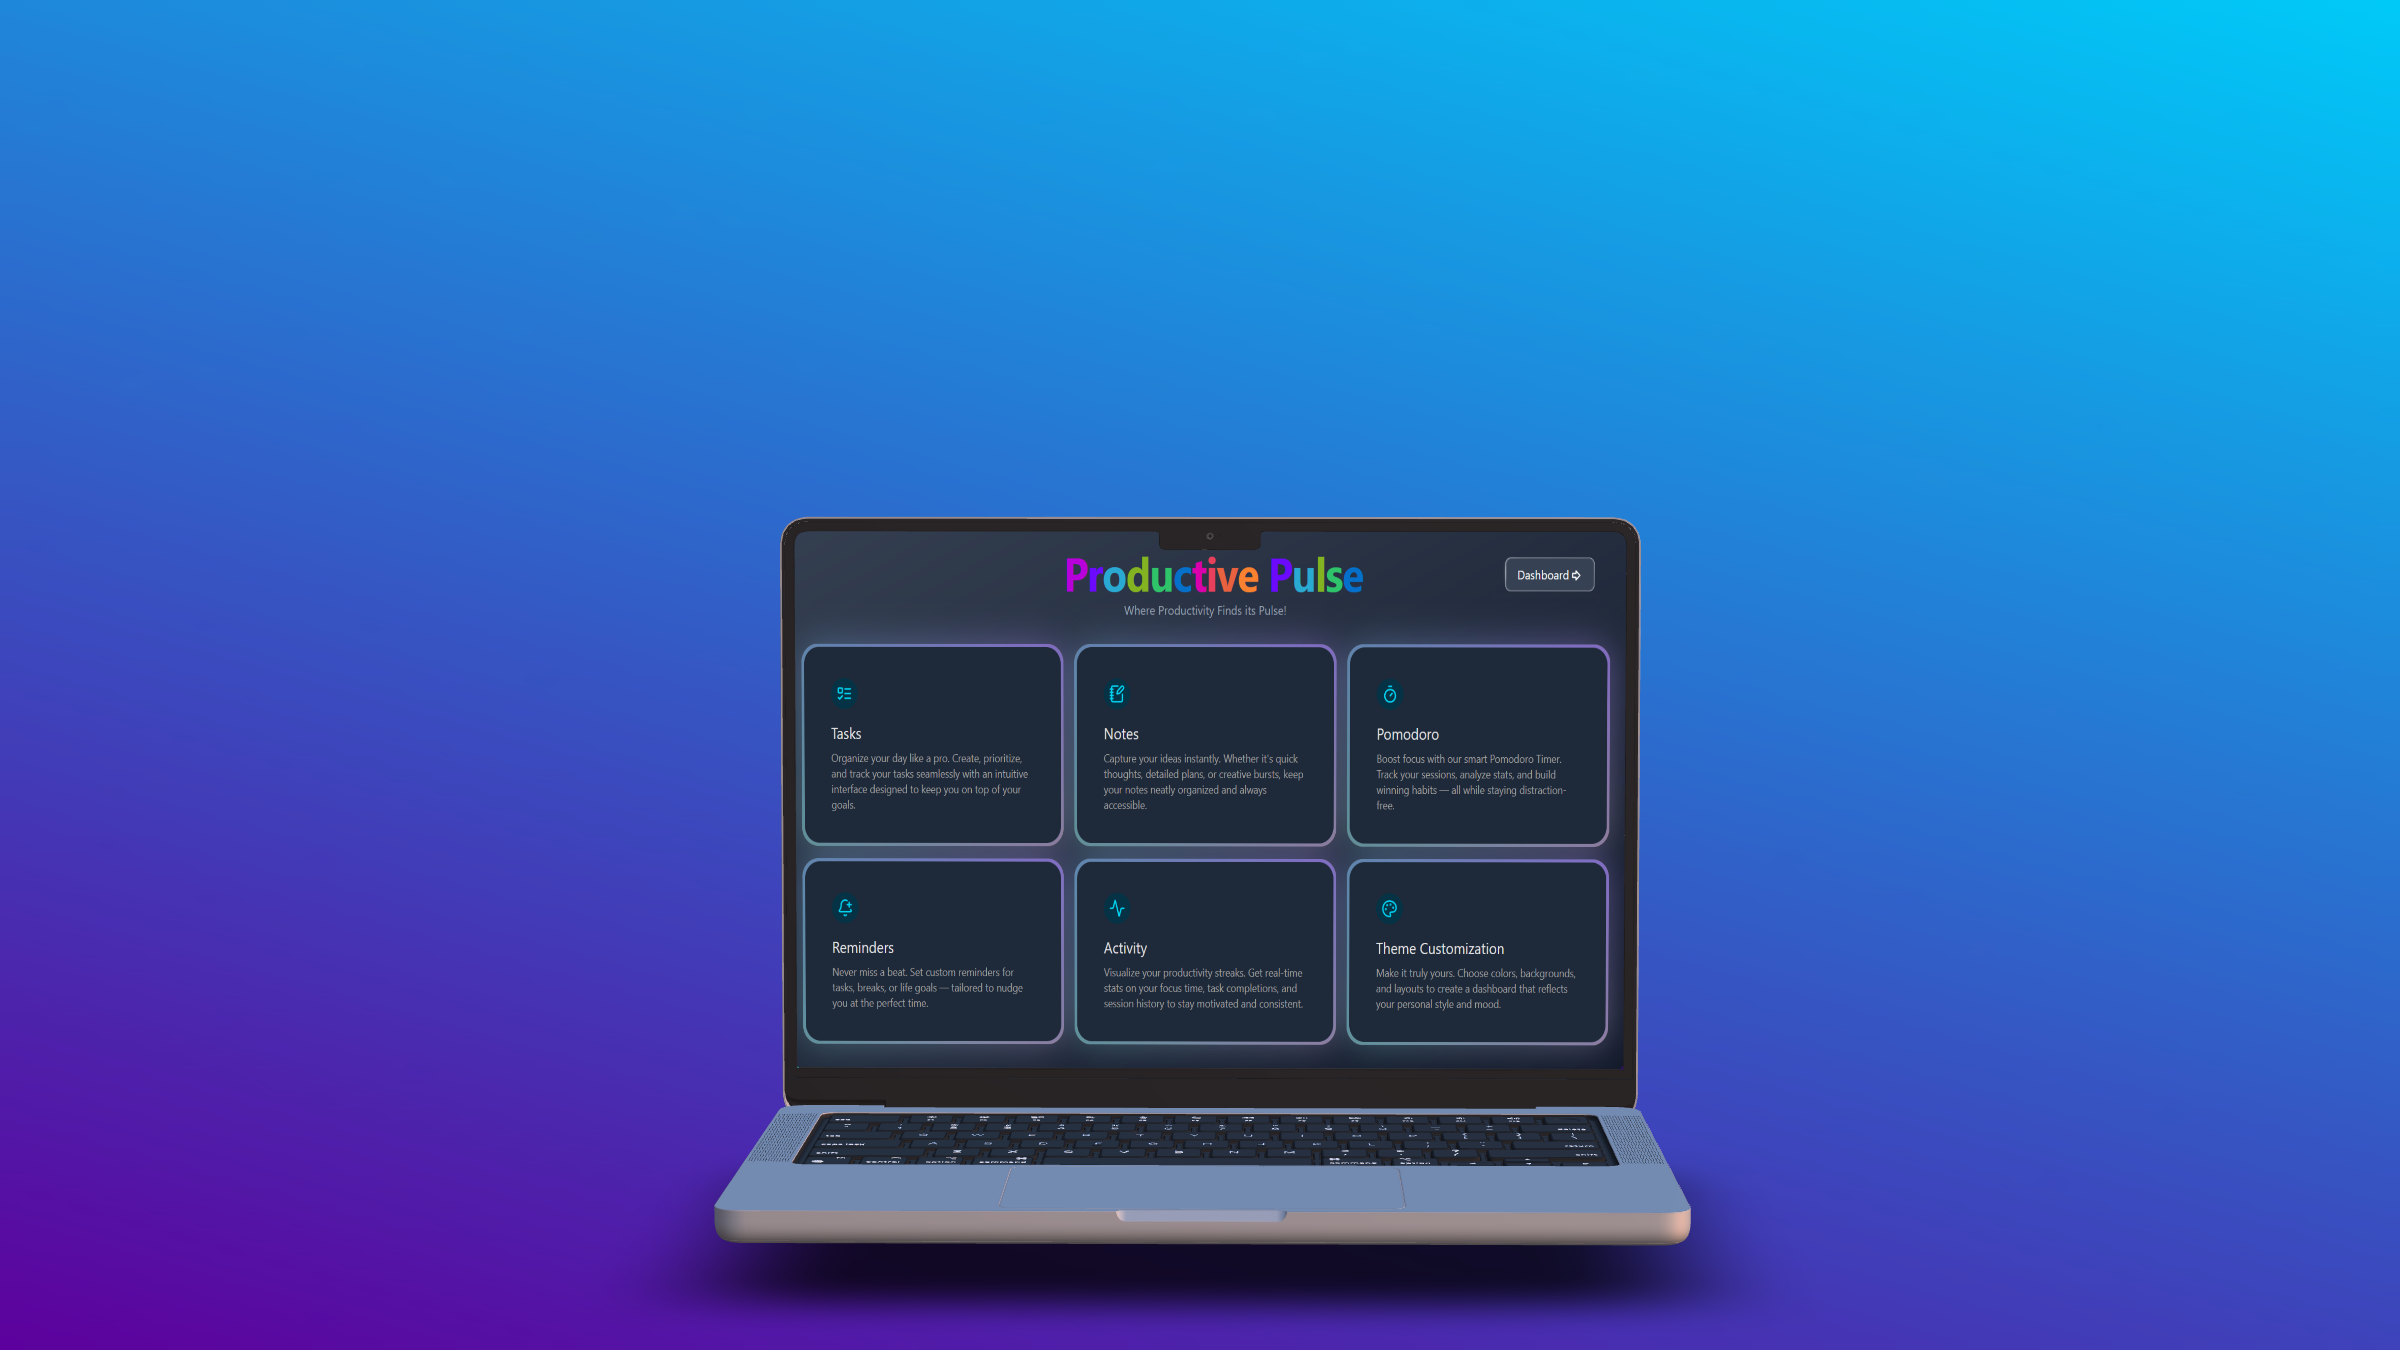 Productive Pulse
Dashboard
Where Productivity Finds its Pulse!
Tasks
Organize your day like a pro. Create, prioritize,
and track your tasks seamlessly with an intuitive
interface designed to keep you on top of your
goals.
Notes
Capture your ideas instantly. Whether it's quick
thoughts, detailed plans, or creative bursts, keep
your notes neatly organized and always
accessible.
Pomodoro
Boost focus with our smart Pomodoro Timer.
Track your sessions, analyze stats, and build
winning habits — all while staying distraction-
free.
Reminders
Never miss a beat. Set custom reminders for
tasks, breaks, or life goals — tailored to nudge
you at the perfect time.
Activity
Visualize your productivity streaks. Get real-time
stats on your focus time, task completions, and
session history to stay motivated and consistent.
Theme Customization
Make it truly yours. Choose colors, backgrounds,
and layouts to create a dashboard that reflects
your personal style and mood.